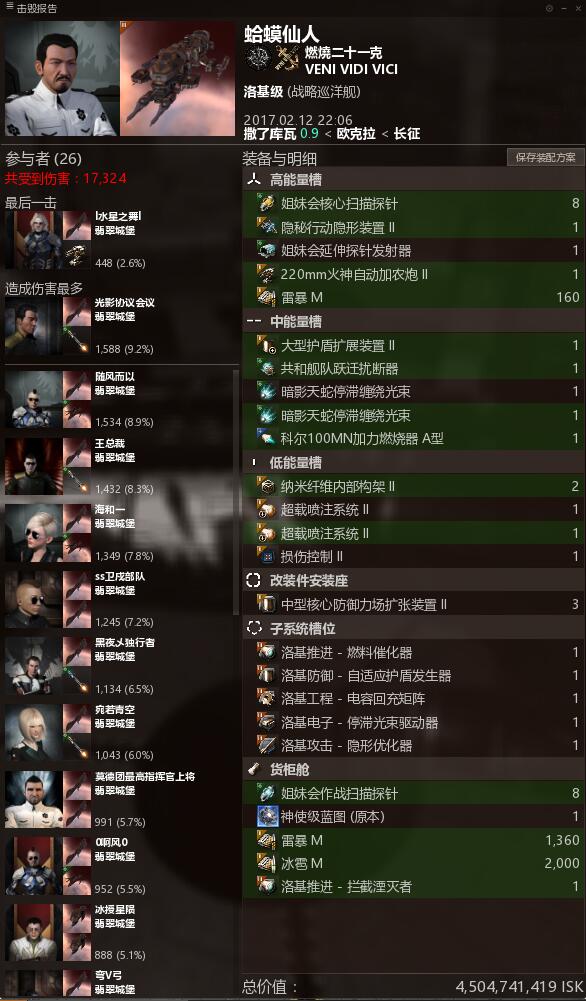 击毁报告
蛤蟆仙人
燃烧二十一克
VENI VIDI VICI
洛基级 (战略巡洋舰)
2017.02.12 22:06
撒了库瓦 0.9 < 欧克拉 < 长征
参与者 (26)
共受到伤害：17,324
最后一击
l水星之舞l
翡翠城堡
448 (2.6%)
造成伤害最多
光影协议会议
翡翠城堡
1,588 (9.2%)
随风而以
翡翠城堡
1,534 (8.9%)
王总裁
翡翠城堡
1,432 (8.3%)
海和一
翡翠城堡
1,349 (7.8%)
ss卫戍部队
翡翠城堡
1,245 (7.2%)
黑夜乄独行者
翡翠城堡
1,134 (6.5%)
宛若青空
翡翠城堡
1,043 (6.0%)
莫德团最高指挥官上将
翡翠城堡
991 (5.7%)
0啊风0
翡翠城堡
952 (5.5%)
冰授星陨
翡翠城堡
888 (5.1%)
弯V弓
翡翠城堡
装备与明细
保存装配方案
高能量槽
姐妹会核心扫描探针 8
隐秘行动隐形装置 II 1
姐妹会延伸探针发射器 1
220mm火神自动加农炮 II 1
雷暴 M 160
中能量槽
大型护盾扩展装置 II 1
共和舰队跃迁扰断器 1
暗影天蛇停滞缠绕光束 1
暗影天蛇停滞缠绕光束 1
科尔100MN加力燃烧器 A型 1
低能量槽
纳米纤维内部构架 II 2
超载喷注系统 II 1
超载喷注系统 II 1
损伤控制 II 1
改装件安装座
中型核心防御力场扩张装置 II 3
子系统槽位
洛基推进 - 燃料催化器 1
洛基防御 - 自适应护盾发生器 1
洛基工程 - 电容回充矩阵 1
洛基电子 - 停滞光束驱动器 1
洛基攻击 - 隐形优化器 1
货柜舱
姐妹会作战扫描探针 8
神使级蓝图 (原本) 1
雷暴 M 1,360
冰雹 M 2,000
洛基推进 - 拦截湮灭者 1
总价值： 4,504,741,419 ISK